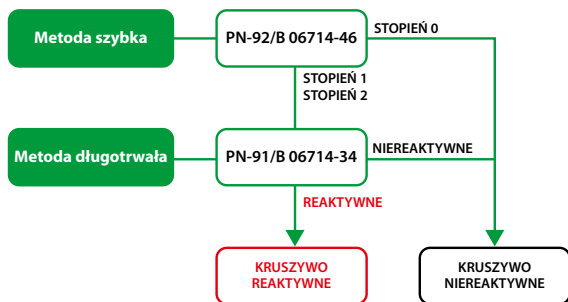 Metoda szybka
PN-92/B 06714-46
STOPIEŃ 0
STOPIEŃ 1
STOPIEŃ 2
Metoda długotrwała
PN-91/B 06714-34
NIEREAKTYWNE
REAKTYWNE
KRUSZYWO
REAKTYWNE
KRUSZYWO
NIEREAKTYWNE